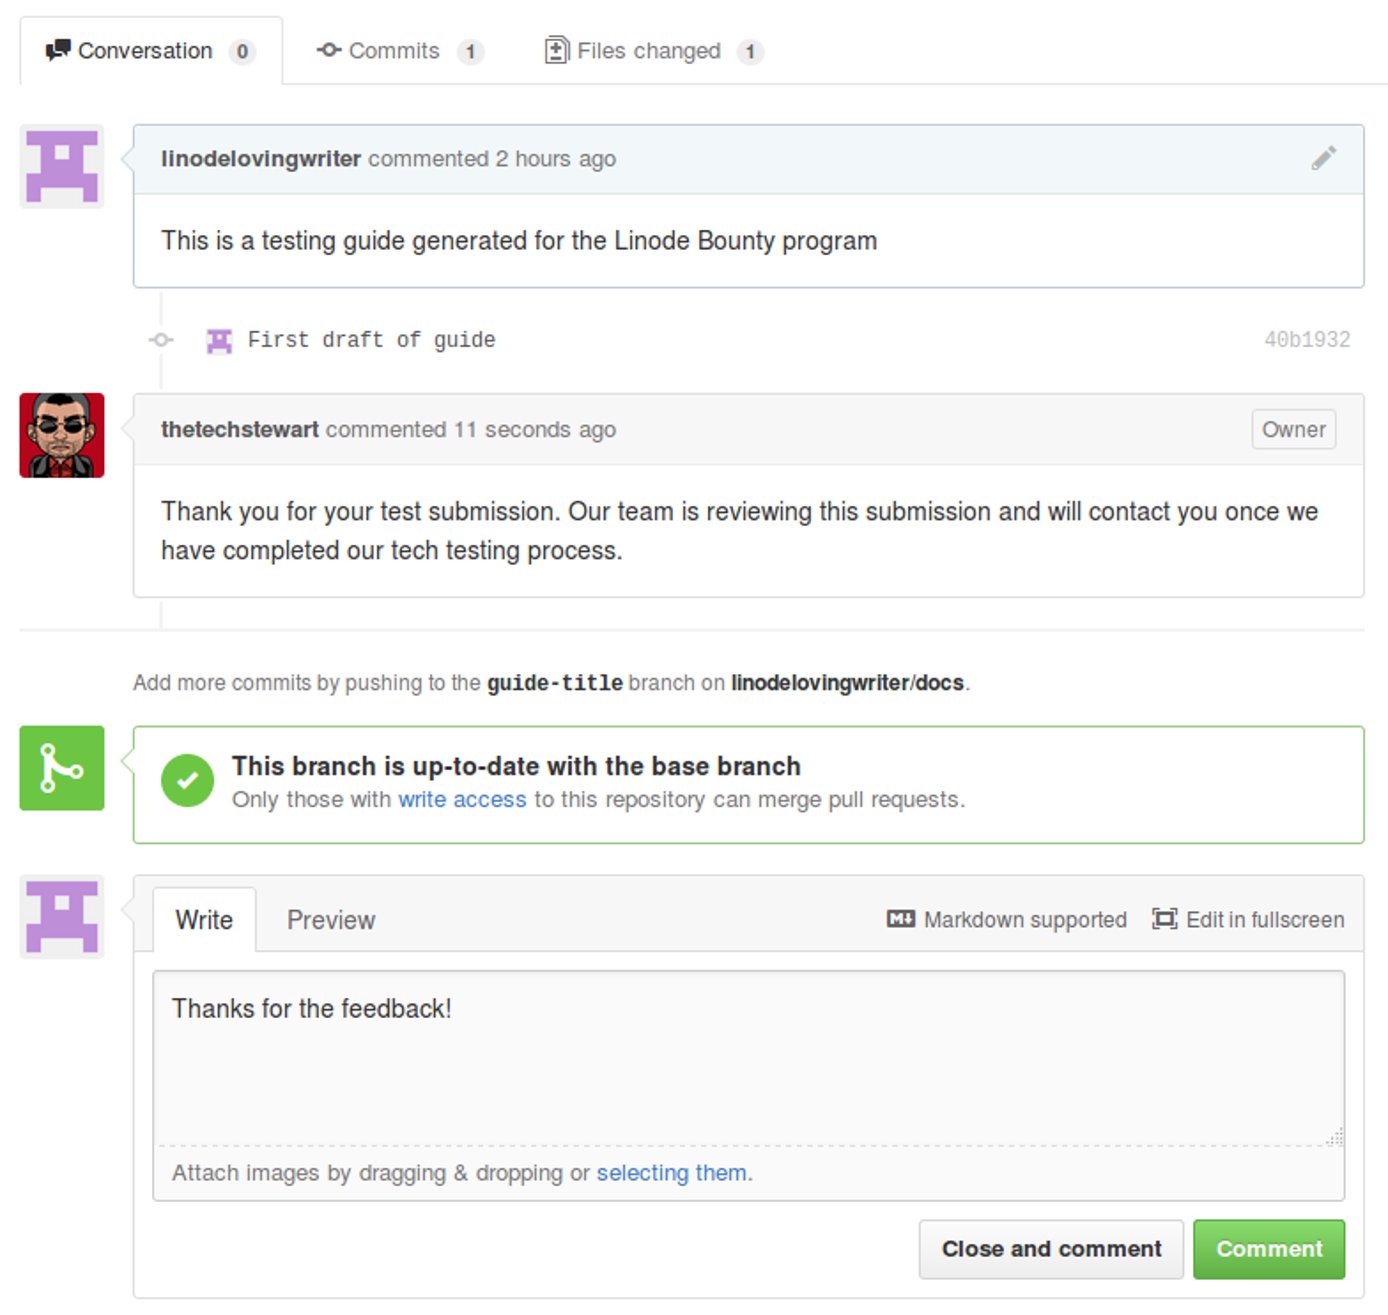 Conversation 0 Commits 1 Files changed 1
linodelovingwriter commented 2 hours ago
This is a testing guide generated for the Linode Bounty program
First draft of guide 40b1932
thetechstewart commented 11 seconds ago Owner
Thank you for your test submission. Our team is reviewing this submission and will contact you once we
have completed our tech testing process.
Add more commits by pushing to the guide-title branch on linodelovingwriter/docs.
This branch is up-to-date with the base branch
Only those with write access to this repository can merge pull requests.
Write Preview Markdown supported Edit in fullscreen
Thanks for the feedback!
Attach images by dragging & dropping or selecting them.
Close and comment Comment